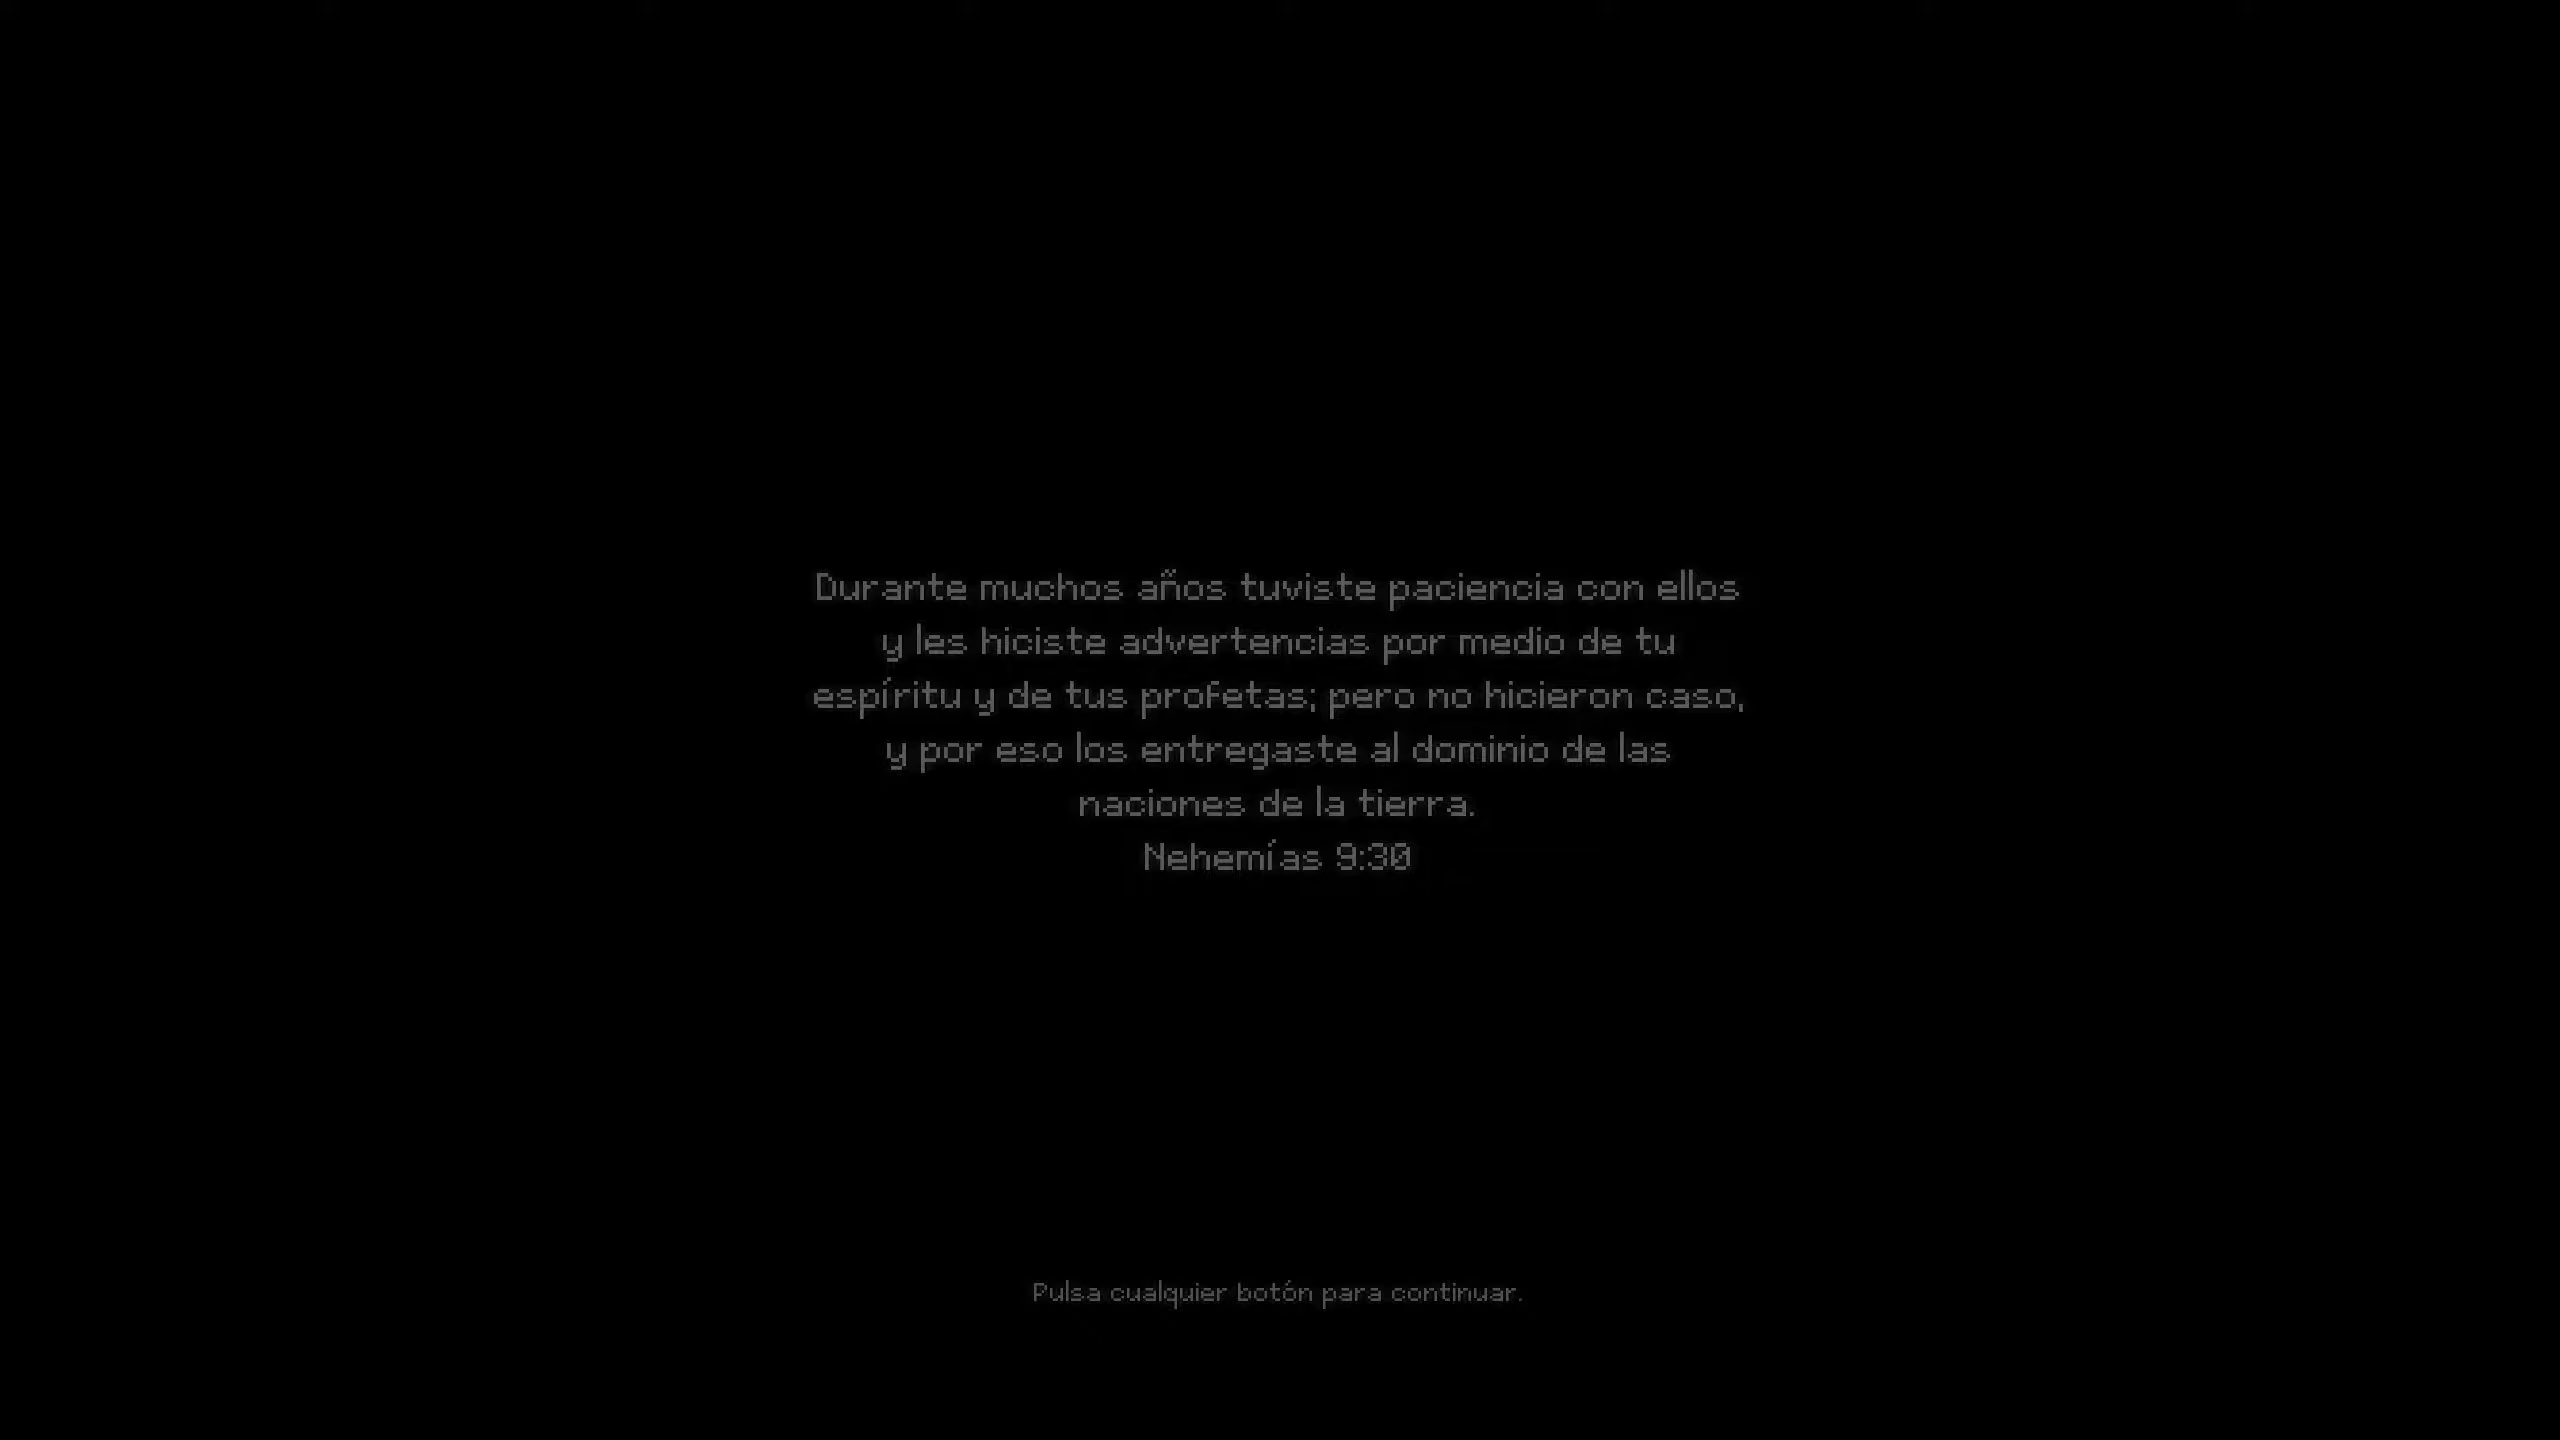 Durante muchos años tuviste paciencia con ellos
y les hiciste advertencias por medio de tu
espíritu y de tus profetas; pero no hicieron caso,
y por eso los entregaste al dominio de las
naciones de la tierra.
Nehemías 9:30
Pulsa cualquier botón para continuar.